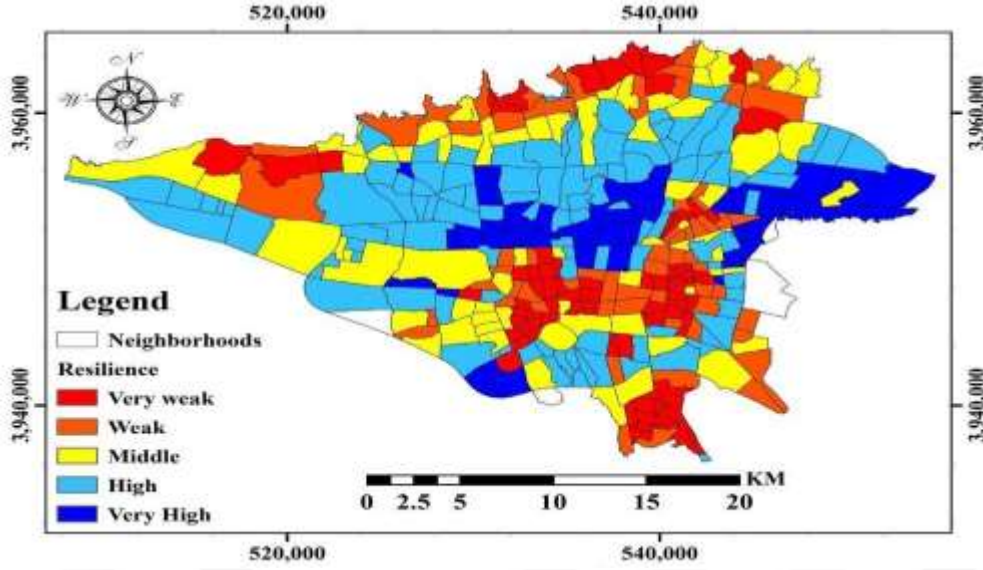 520,000 540,000
N
W E
S
3,960,000 3,960,000
3,940,000 3,940,000
Legend
Neighborhoods
Resilience
Very weak
Weak
Middle
High
Very High
KM
0 2.5 5 10 15 20
520,000 540,000